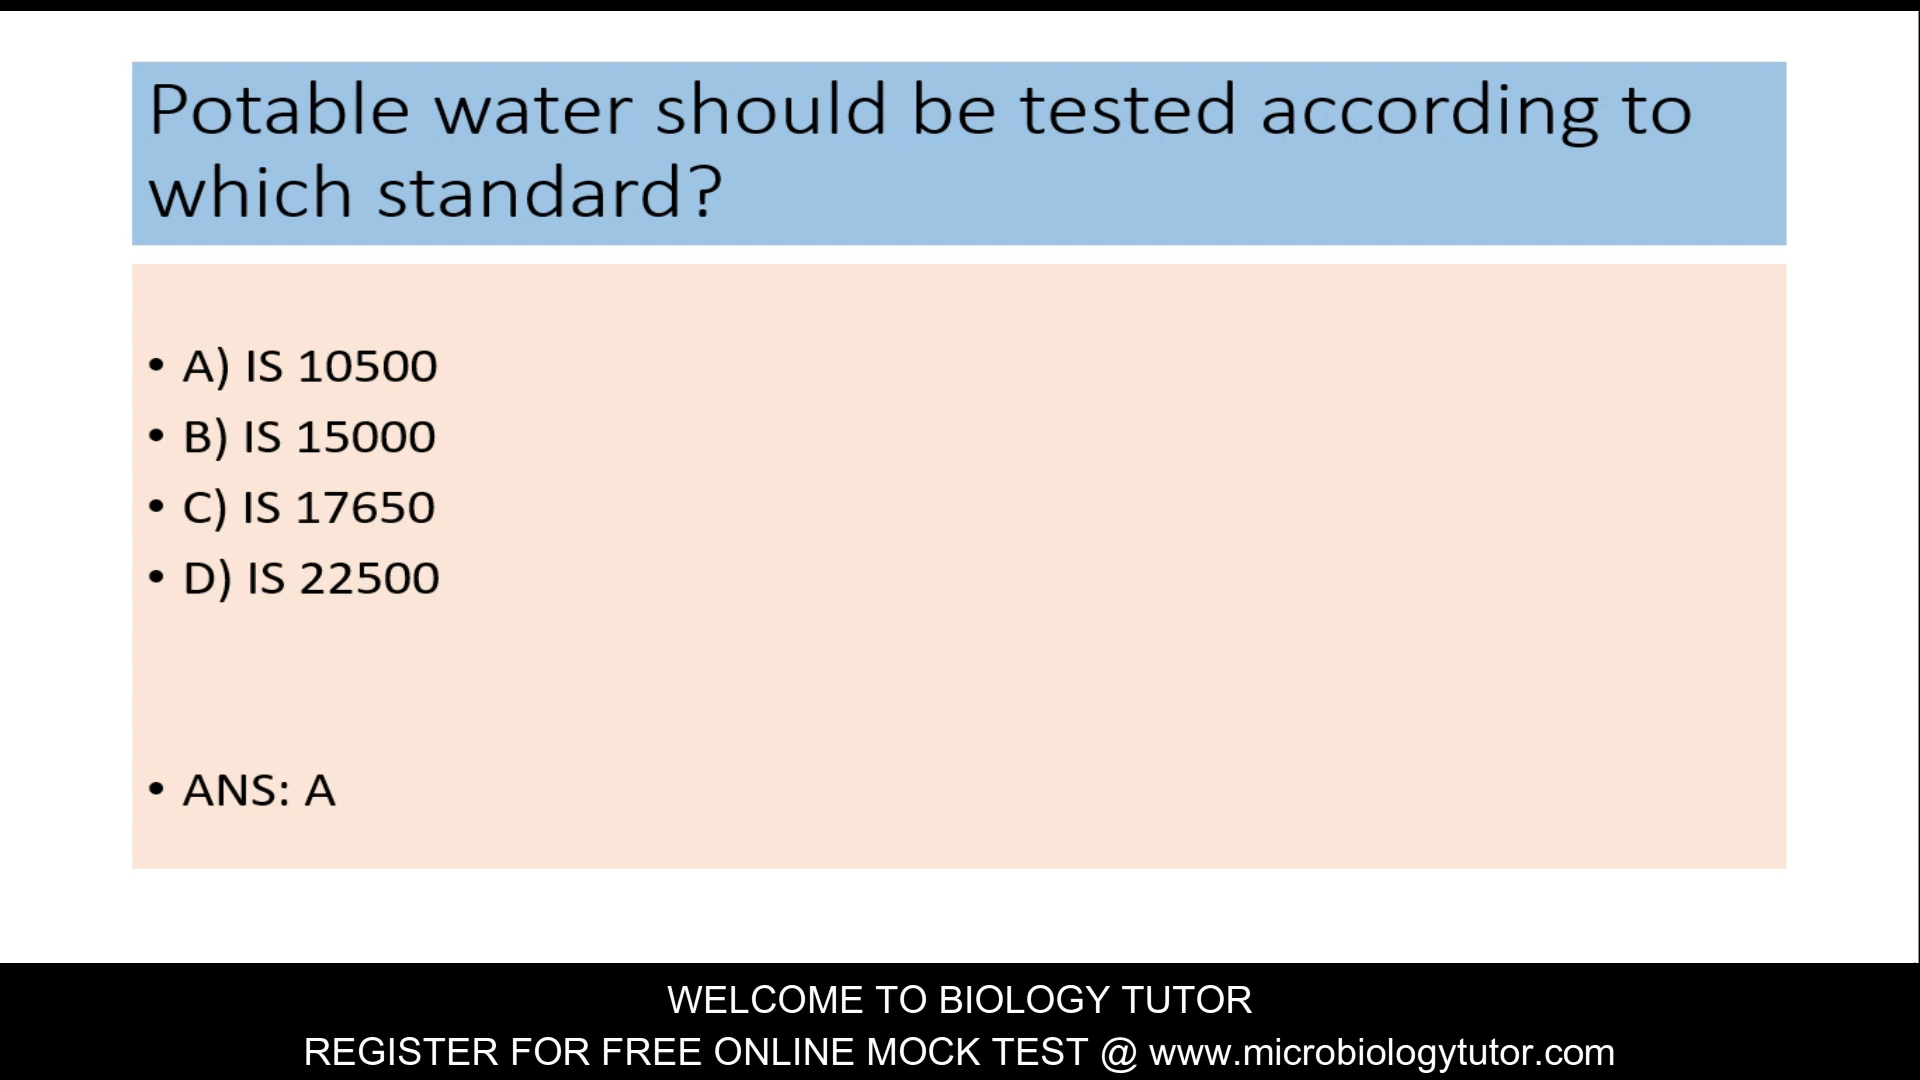 Potable water should be tested according to
which standard?
• A) IS 10500
• B) IS 15000
• C) IS 17650
• D) IS 22500
• ANS: A
WELCOME TO BIOLOGY TUTOR
REGISTER FOR FREE ONLINE MOCK TEST @ www.microbiologytutor.com